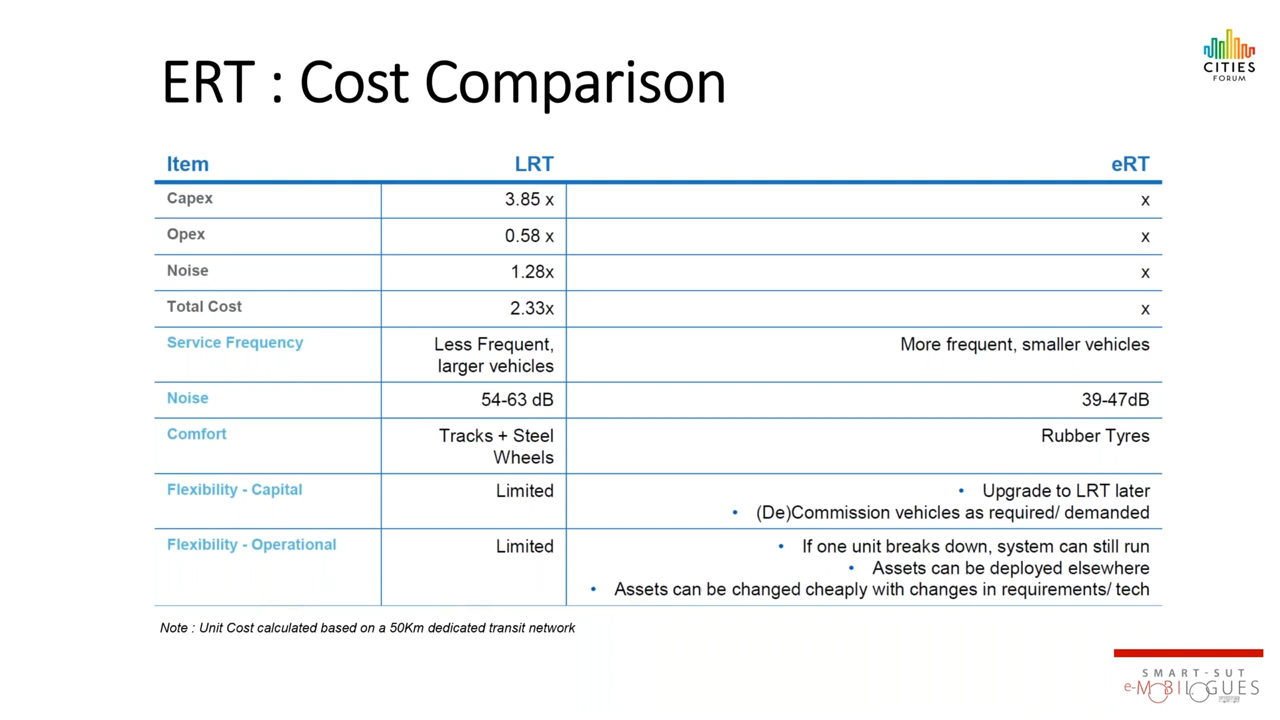 CITIES
FORUM
ERT : Cost Comparison
Item LRT eRT
Capex 3.85 x x
Opex 0.58 x x
Noise 1.28x x
Total Cost 2.33x x
Service Frequency Less Frequent, More frequent, smaller vehicles
larger vehicles
Noise 54-63 dB 39-47dB
Comfort Tracks + Steel Rubber Tyres
Wheels
Flexibility - Capital Limited • Upgrade to LRT later
• (De)Commission vehicles as required/ demanded
Flexibility - Operational Limited • If one unit breaks down, system can still run
• Assets can be deployed elsewhere
• Assets can be changed cheaply with changes in requirements/ tech
Note : Unit Cost calculated based on a 50Km dedicated transit network
SMART-SUT
e-MOBILOGUES